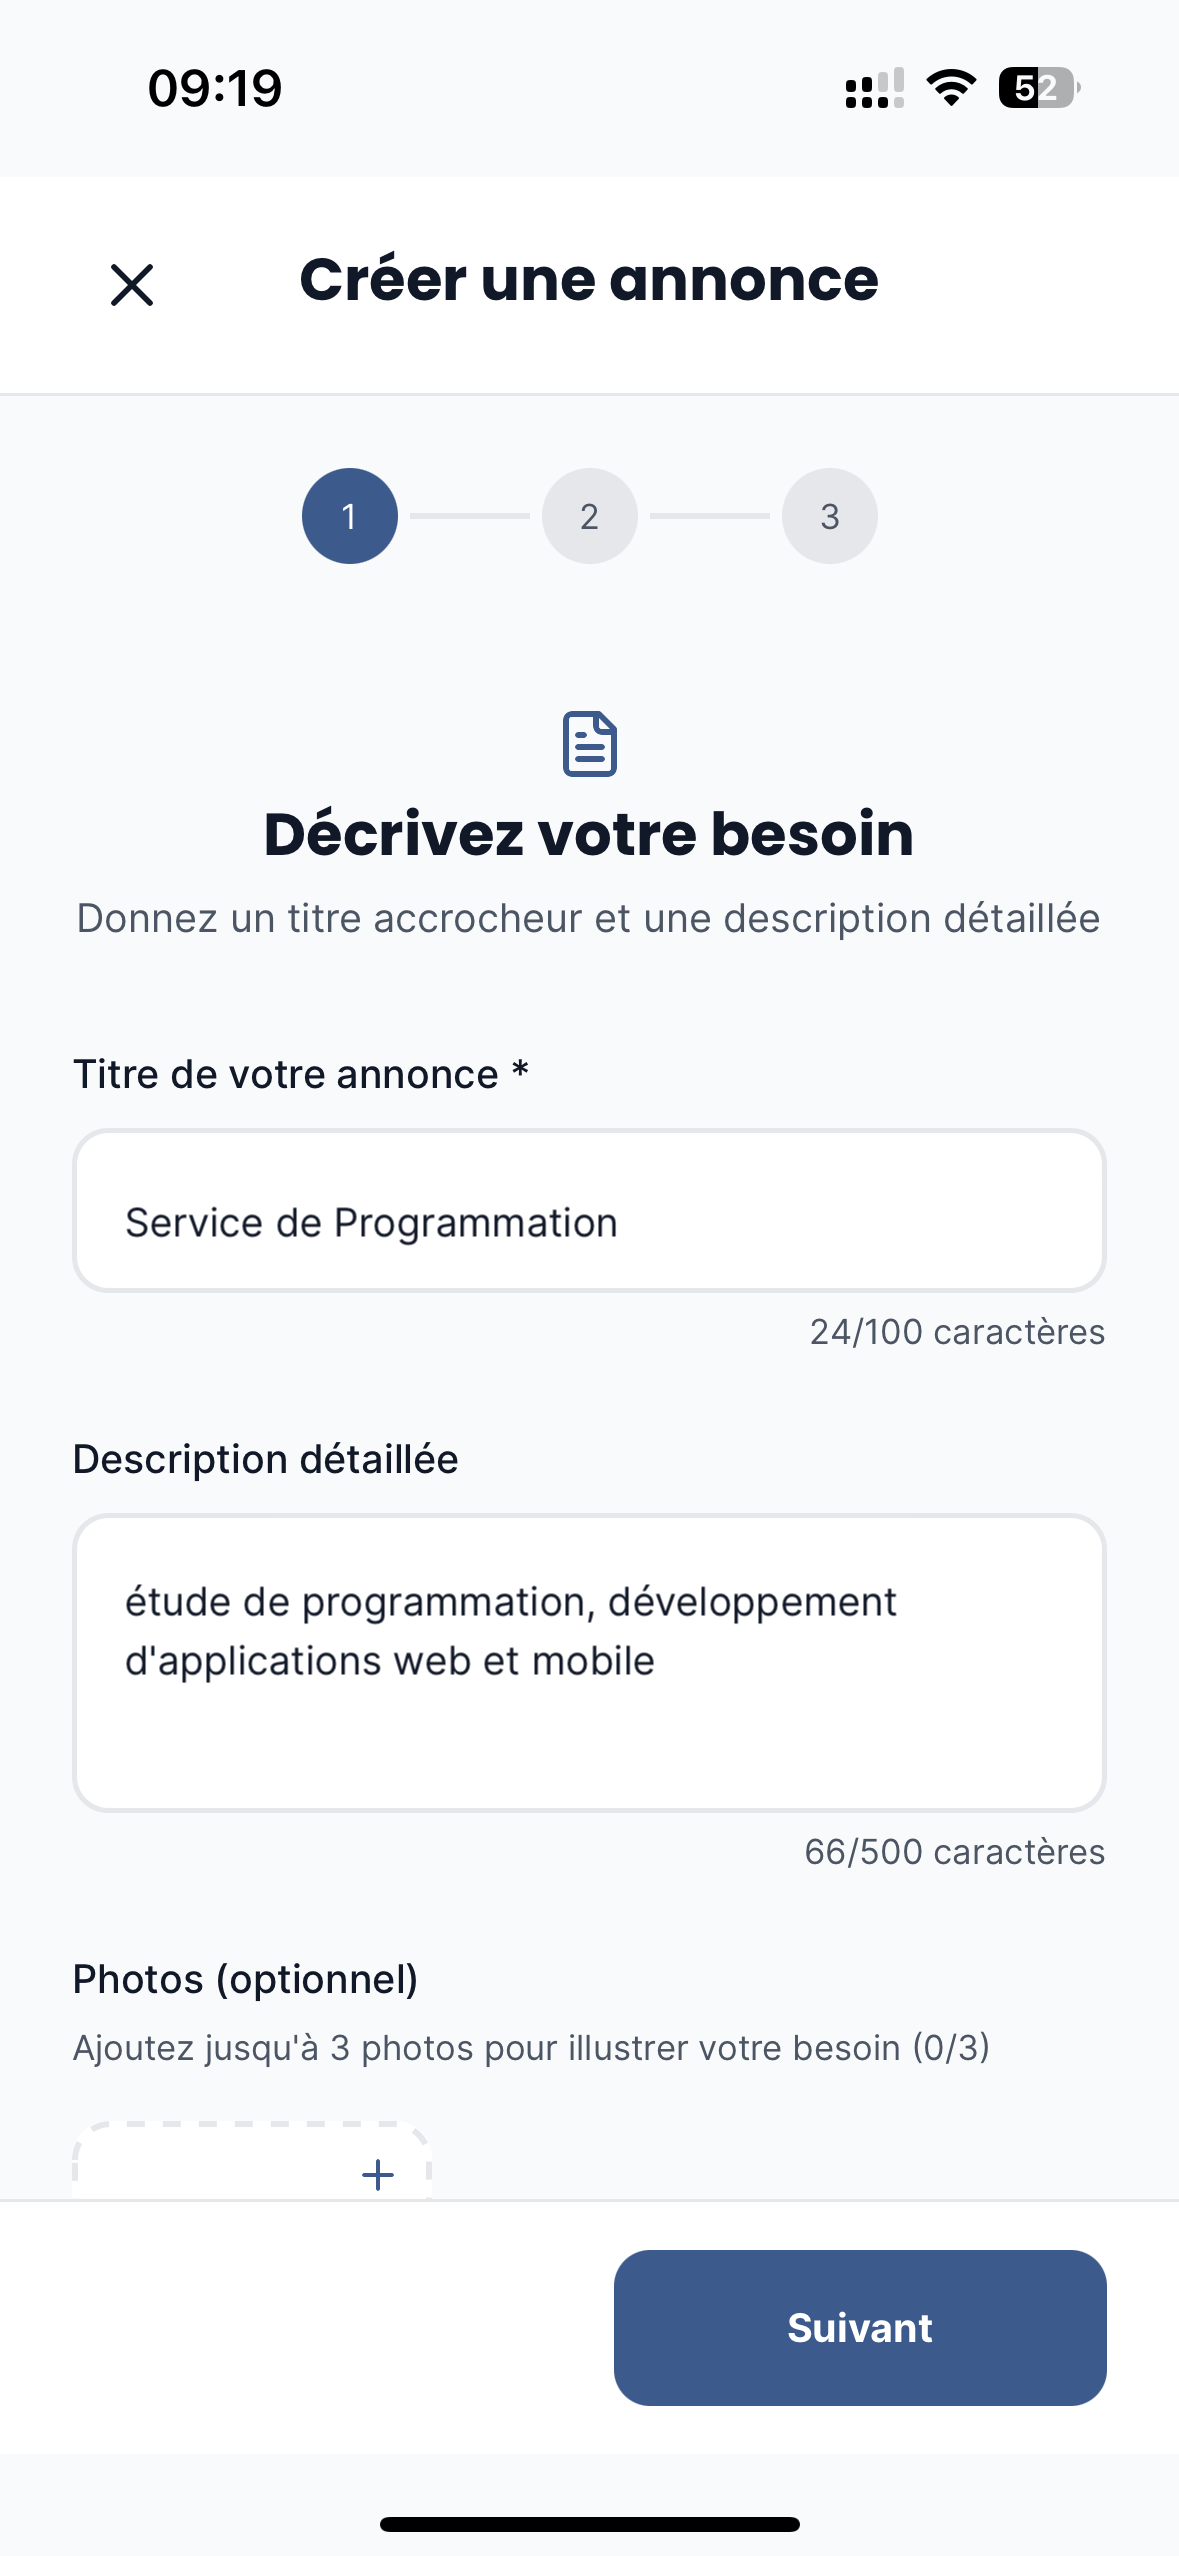 09:19
52
Créer une annonce
1
2
3
Décrivez votre besoin
Donnez un titre accrocheur et une description détaillée
Titre de votre annonce *
Service de Programmation
24/100 caractères
Description détaillée
étude de programmation, développement
d'applications web et mobile
66/500 caractères
Photos (optionnel)
Ajoutez jusqu'à 3 photos pour illustrer votre besoin (0/3)
Suivant